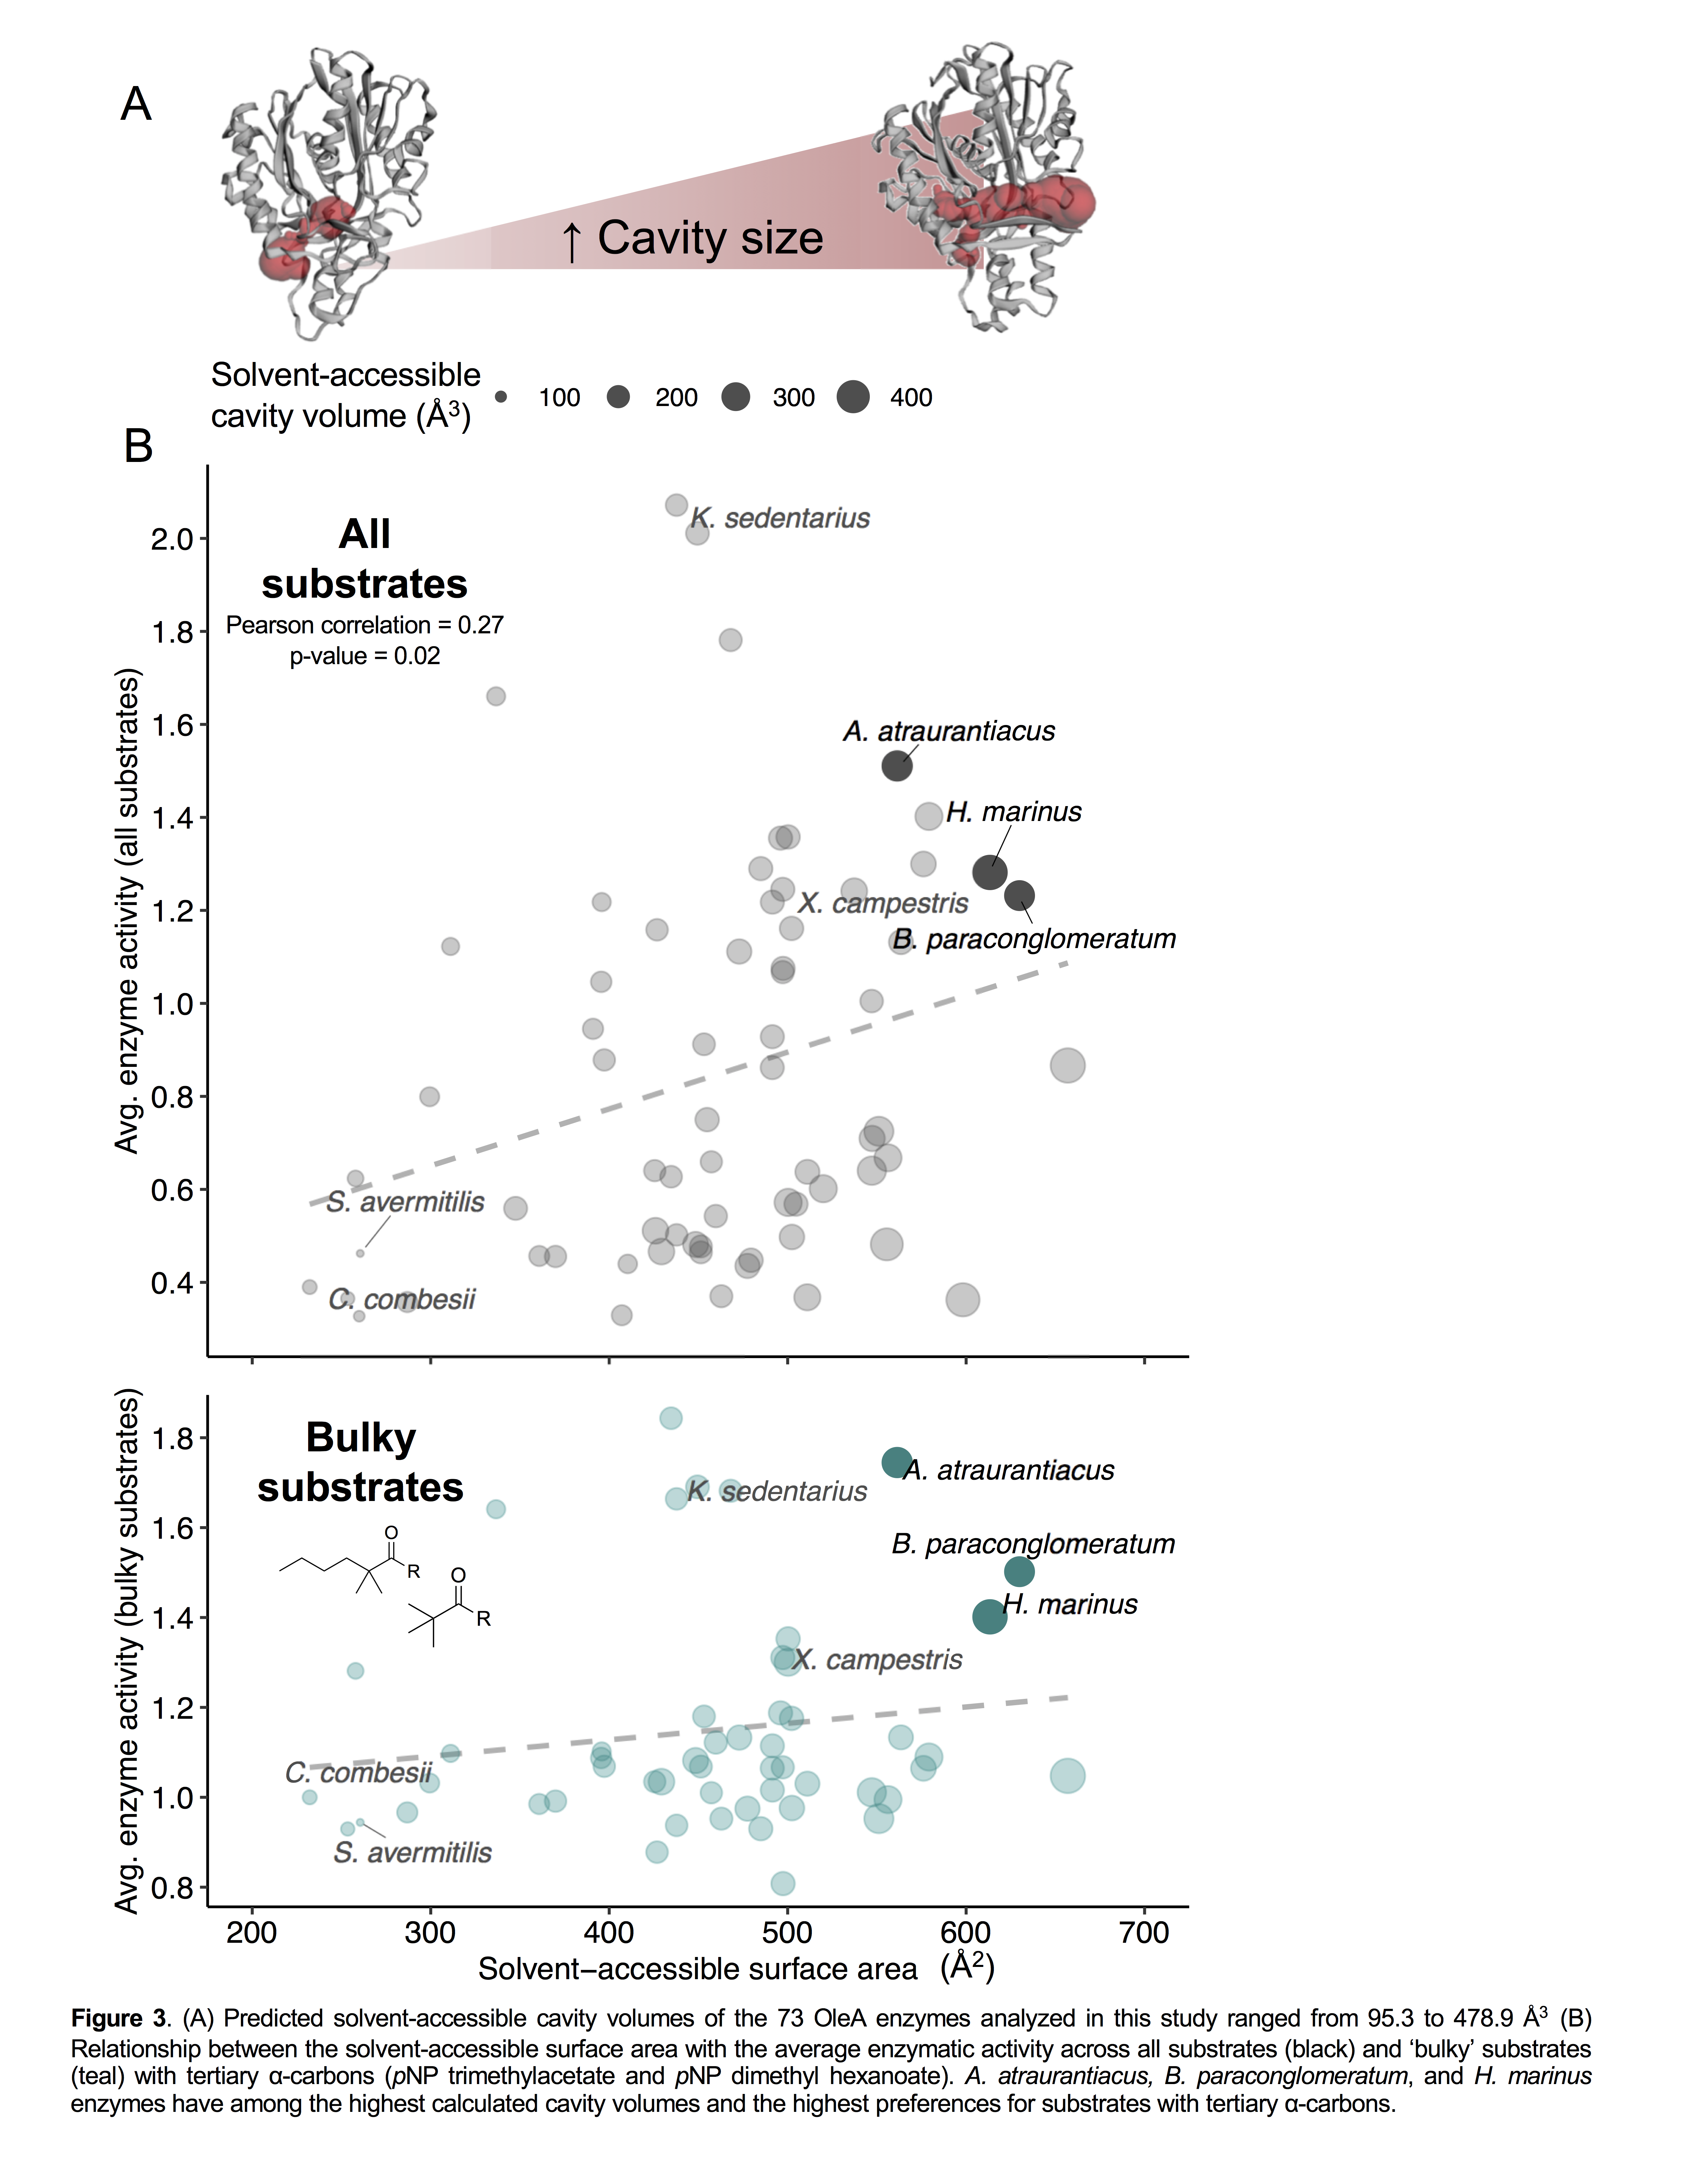 A
↑ Cavity size
Solvent-accessible
cavity volume (Å³)
100 200 300 400
B
All
substrates
Pearson correlation = 0.27
p-value = 0.02
Avg. enzyme activity (all substrates)
2.0
1.8
1.6
1.4
1.2
1.0
0.8
0.6
0.4
K. sedentarius
A. atraurantiacus
H. marinus
X. campestris
B. paraconglomeratum
S. avermitilis
C. combesii
Bulky
substrates
Avg. enzyme activity (bulky substrates)
1.8
1.6
1.4
1.2
1.0
0.8
O
R
O
R
A. atraurantiacus
K. sedentarius
B. paraconglomeratum
H. marinus
X. campestris
C. combesii
S. avermitilis
200 300 400 500 600 700
Solvent−accessible surface area (Å²)
Figure 3. (A) Predicted solvent-accessible cavity volumes of the 73 OleA enzymes analyzed in this study ranged from 95.3 to 478.9 Å³ (B)
Relationship between the solvent-accessible surface area with the average enzymatic activity across all substrates (black) and ‘bulky’ substrates
(teal) with tertiary α-carbons (pNP trimethylacetate and pNP dimethyl hexanoate). A. atraurantiacus, B. paraconglomeratum, and H. marinus
enzymes have among the highest calculated cavity volumes and the highest preferences for substrates with tertiary α-carbons.